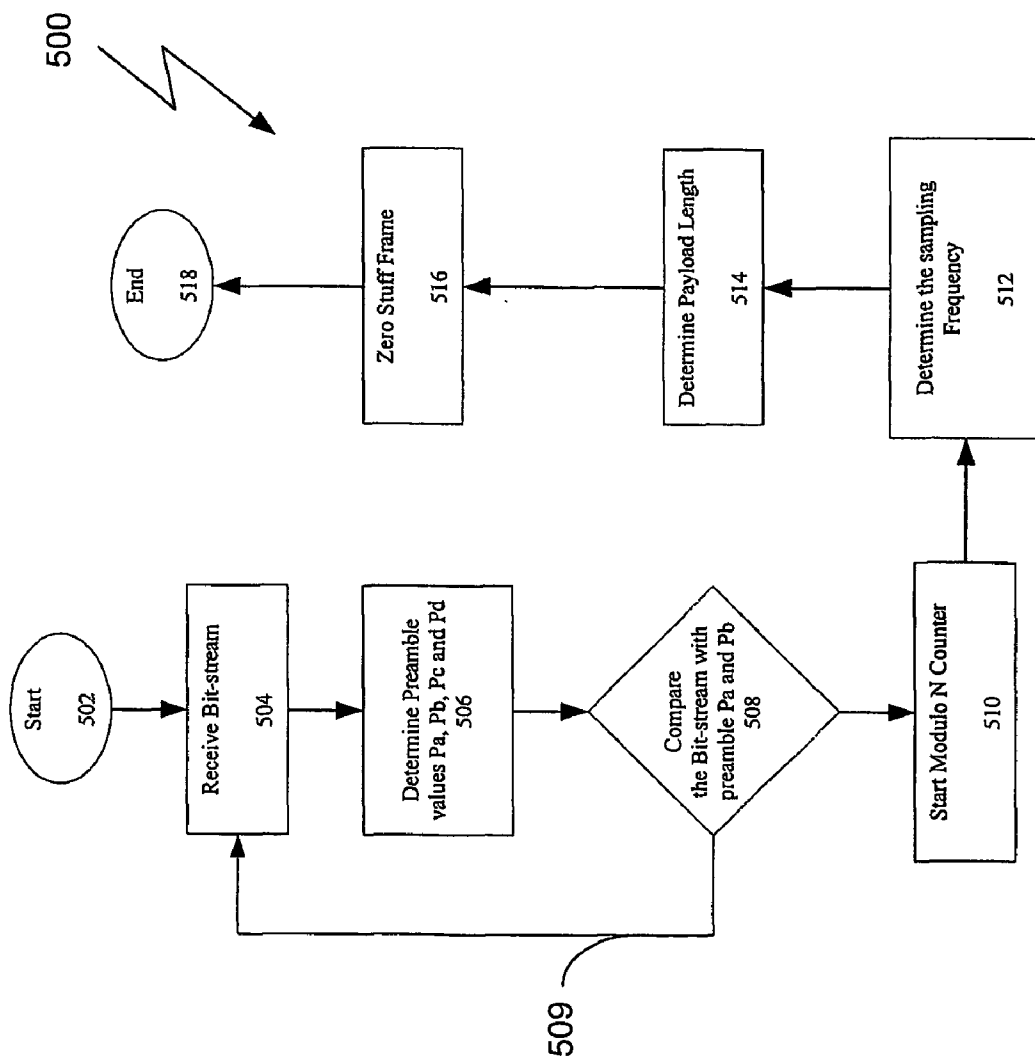 500
Start
502
Receive Bit-stream
504
Determine Preamble
values Pa, Pb, Pc and Pd
506
Compare
the Bit-stream with
preamble Pa and Pb
508
509
Start Modulo N Counter
510
Determine the sampling
Frequency
512
Determine Payload Length
514
Zero Stuff Frame
516
End
518